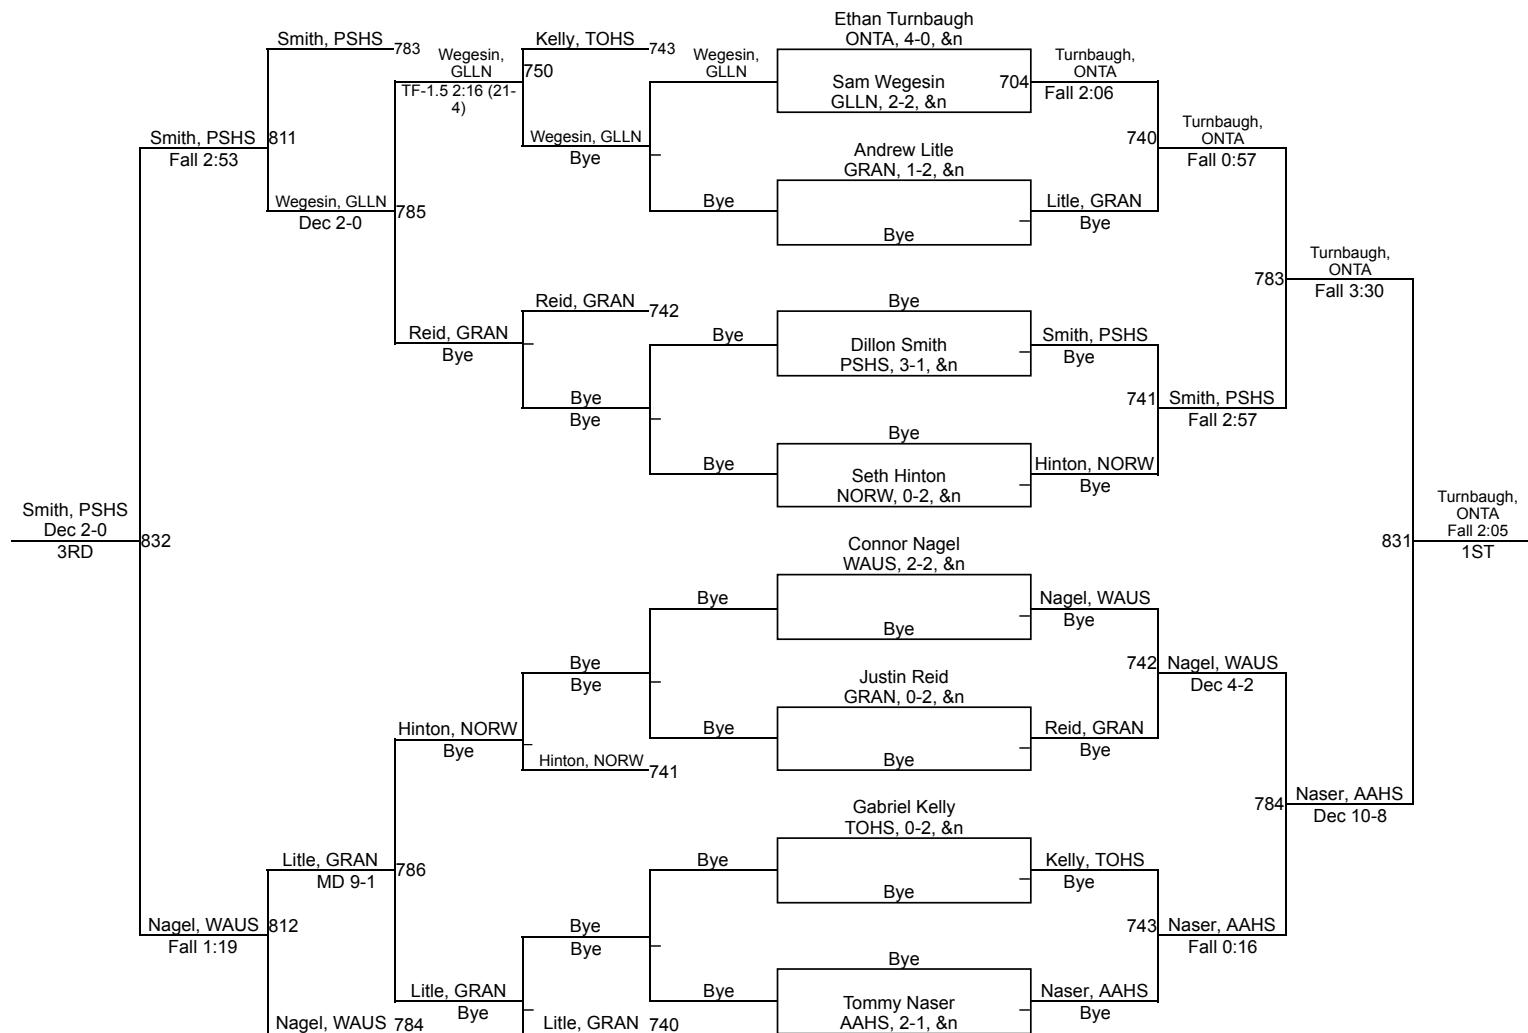 Ethan Turnbaugh
ONTA, 4-0, &n
Smith, PSHS
783
Kelly, TOHS
743
Wegesin,
GLLN
750
TF-1.5 2:16 (21-
4)
Wegesin,
GLLN
Sam Wegesin
GLLN, 2-2, &n
704
Turnbaugh,
ONTA
Fall 2:06
Smith, PSHS
811
Fall 2:53
Wegesin, GLLN
Bye
Andrew Litle
GRAN, 1-2, &n
740
Turnbaugh,
ONTA
Fall 0:57
Wegesin, GLLN
785
Dec 2-0
Bye
Bye
Litle, GRAN
Bye
783
Turnbaugh,
ONTA
Fall 3:30
Reid, GRAN
742
Bye
Reid, GRAN
Bye
Bye
Dillon Smith
PSHS, 3-1, &n
Smith, PSHS
Bye
Bye
Bye
741
Smith, PSHS
Fall 2:57
Bye
Bye
Seth Hinton
NORW, 0-2, &n
Hinton, NORW
Bye
Smith, PSHS
Dec 2-0
3RD
832
Connor Nagel
WAUS, 2-2, &n
831
Turnbaugh,
ONTA
Fall 2:05
1ST
Bye
Bye
Nagel, WAUS
Bye
Bye
Bye
Justin Reid
GRAN, 0-2, &n
742
Nagel, WAUS
Dec 4-2
Hinton, NORW
Bye
Bye
Bye
Reid, GRAN
Bye
Hinton, NORW
741
Gabriel Kelly
TOHS, 0-2, &n
784
Naser, AAHS
Dec 10-8
Litle, GRAN
MD 9-1
786
Bye
Bye
Kelly, TOHS
Bye
Nagel, WAUS
812
Fall 1:19
Bye
Bye
743
Naser, AAHS
Fall 0:16
Bye
Litle, GRAN
Bye
Bye
Tommy Naser
AAHS, 2-1, &n
Naser, AAHS
Bye
Nagel, WAUS
784
Litle, GRAN
740